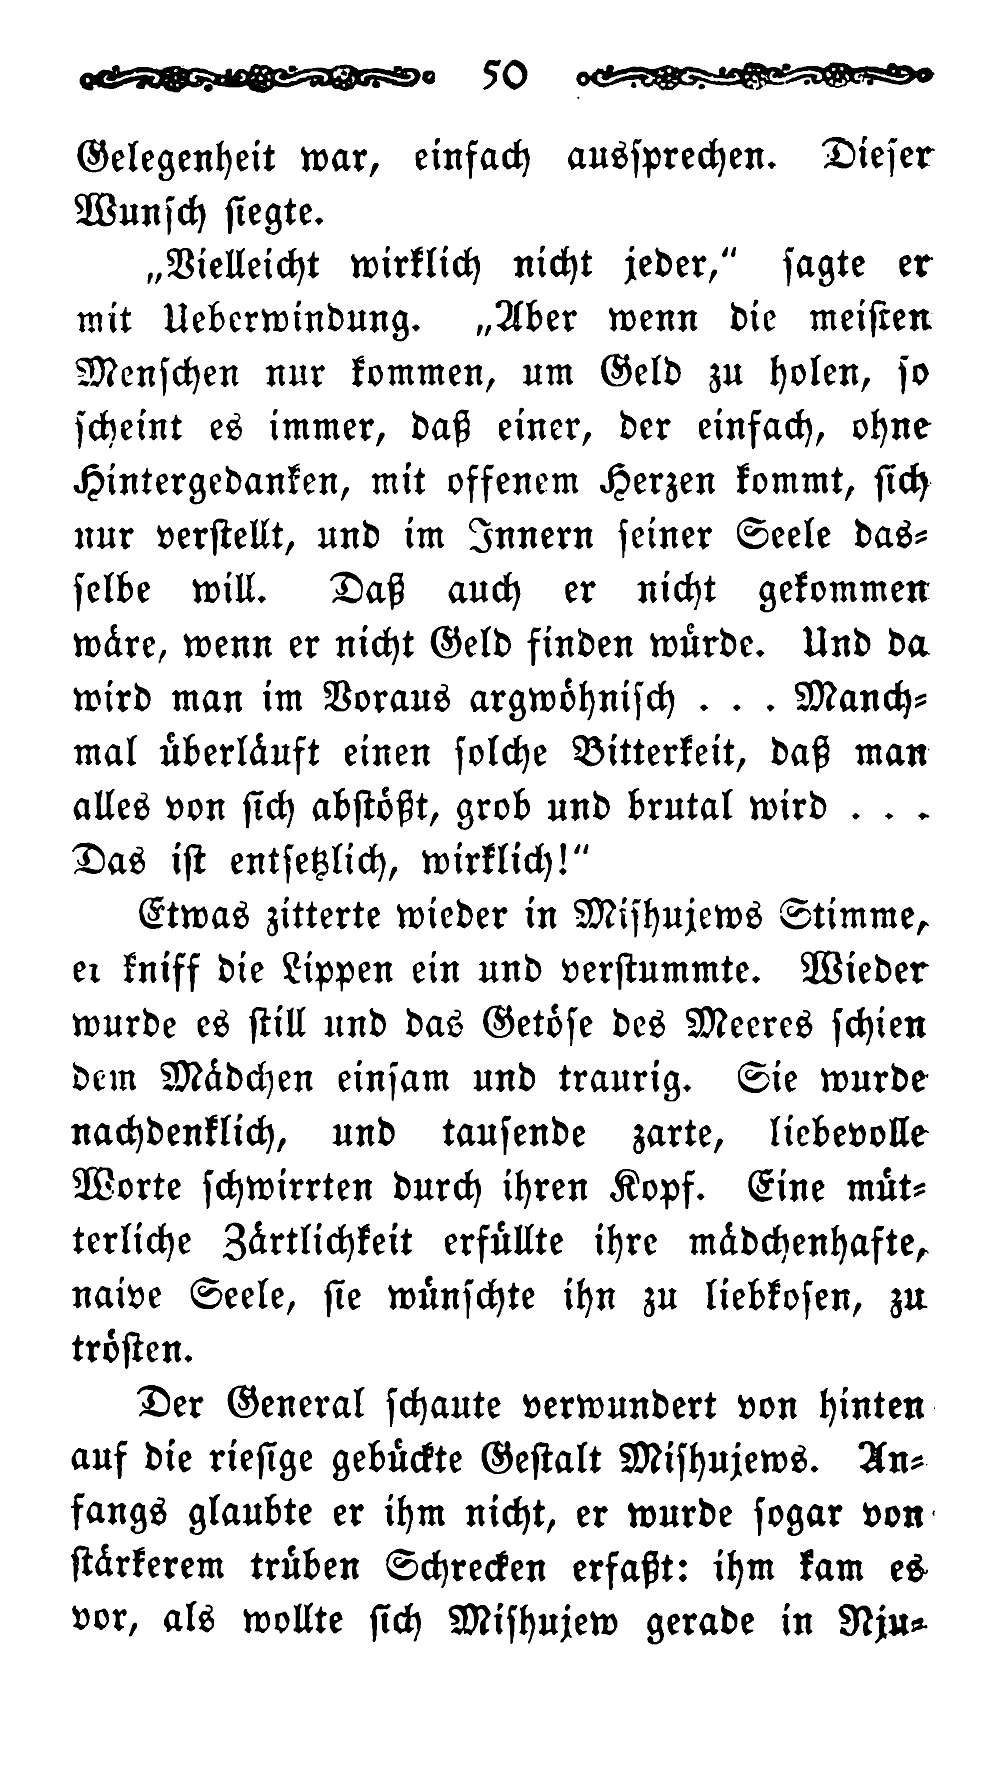 50
Gelegenheit war, einfach aussprechen. Dieser
Wunsch siegte.
„Vielleicht wirklich nicht jeder,“ sagte er
mit Ueberwindung. „Aber wenn die meisten
Menschen nur kommen, um Geld zu holen, so
scheint es immer, daß einer, der einfach, ohne
Hintergedanken, mit offenem Herzen kommt, sich
nur verstellt, und im Innern seiner Seele das-
selbe will. Daß auch er nicht gekommen
wäre, wenn er nicht Geld finden würde. Und da
wird man im Voraus argwöhnisch . . . Manch-
mal überläuft einen solche Bitterkeit, daß man
alles von sich abstößt, grob und brutal wird . . .
Das ist entsetzlich, wirklich!“
Etwas zitterte wieder in Mishujews Stimme,
er kniff die Lippen ein und verstummte. Wieder
wurde es still und das Getöse des Meeres schien
dem Mädchen einsam und traurig. Sie wurde
nachdenklich, und tausende zarte, liebevolle
Worte schwirrten durch ihren Kopf. Eine müt-
terliche Zärtlichkeit erfüllte ihre mädchenhafte,
naive Seele, sie wünschte ihn zu liebkosen, zu
trösten.
Der General schaute verwundert von hinten
auf die riesige gebückte Gestalt Mishujews. An-
fangs glaubte er ihm nicht, er wurde sogar von
stärkerem trüben Schrecken erfaßt: ihm kam es
vor, als wollte sich Mishujew gerade in Nju-